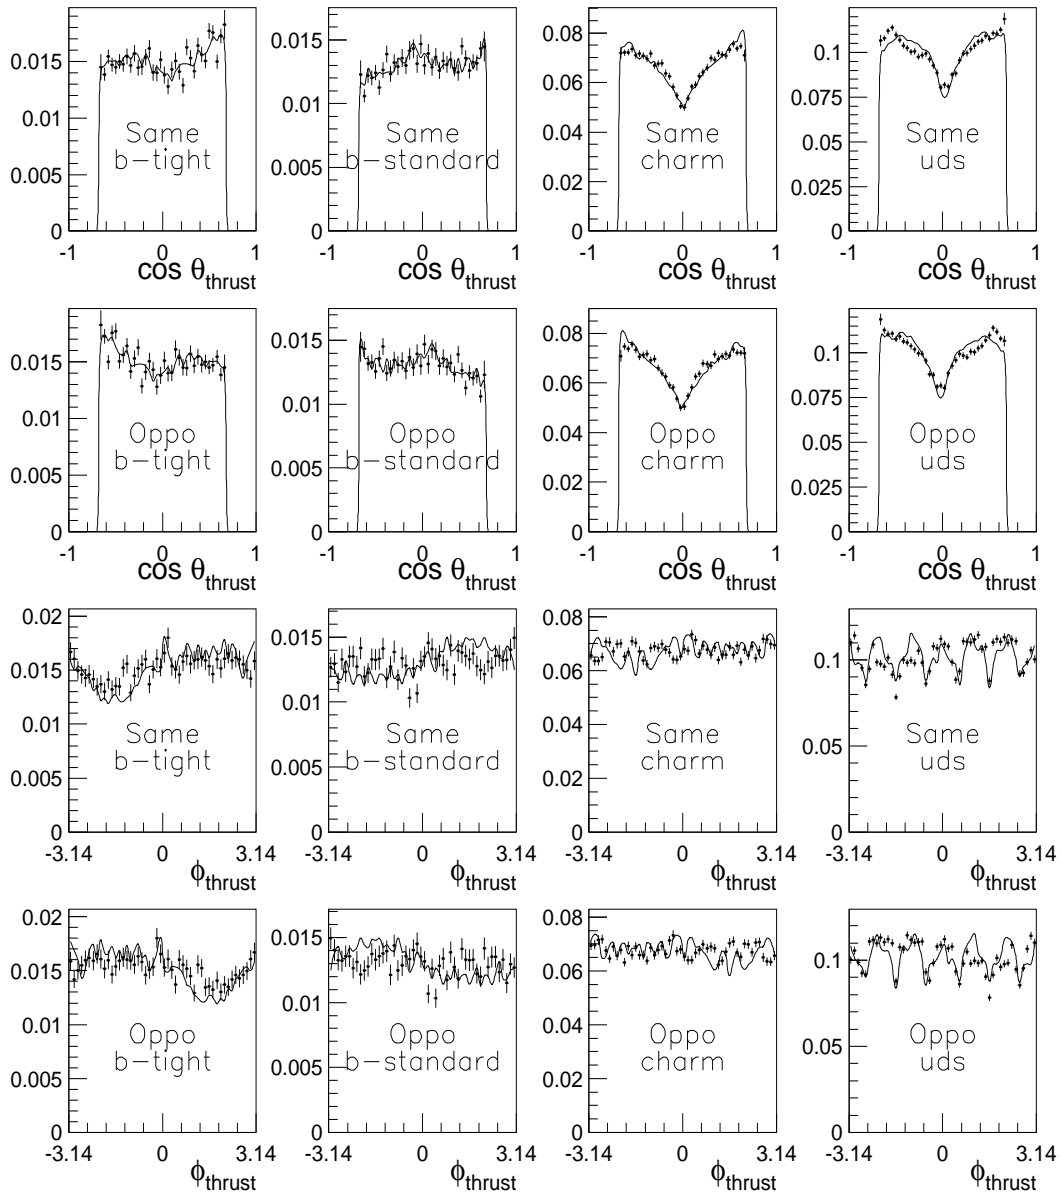 0.015
0.01
0.005
0
Same
b-tight
-1 0 1
cos θthrust
0.015
0.01
0.005
0
Same
b-standard
-1 0 1
cos θthrust
0.08
0.06
0.04
0.02
0
Same
charm
-1 0 1
cos θthrust
0.1
0.075
0.05
0.025
0
Same
uds
-1 0 1
cos θthrust
0.015
0.01
0.005
0
Oppo
b-tight
-1 0 1
cos θthrust
0.015
0.01
0.005
0
Oppo
b-standard
-1 0 1
cos θthrust
0.08
0.06
0.04
0.02
0
Oppo
charm
-1 0 1
cos θthrust
0.1
0.075
0.05
0.025
0
Oppo
uds
-1 0 1
cos θthrust
0.02
0.015
0.01
0.005
0
Same
b-tight
-3.14 0 3.14
ϕthrust
0.015
0.01
0.005
0
Same
b-standard
-3.14 0 3.14
ϕthrust
0.08
0.06
0.04
0.02
0
Same
charm
-3.14 0 3.14
ϕthrust
0.1
0.05
0
Same
uds
-3.14 0 3.14
ϕthrust
0.02
0.015
0.01
0.005
0
Oppo
b-tight
-3.14 0 3.14
ϕthrust
0.015
0.01
0.005
0
Oppo
b-standard
-3.14 0 3.14
ϕthrust
0.08
0.06
0.04
0.02
0
Oppo
charm
-3.14 0 3.14
ϕthrust
0.1
0.05
0
Oppo
uds
-3.14 0 3.14
ϕthrust